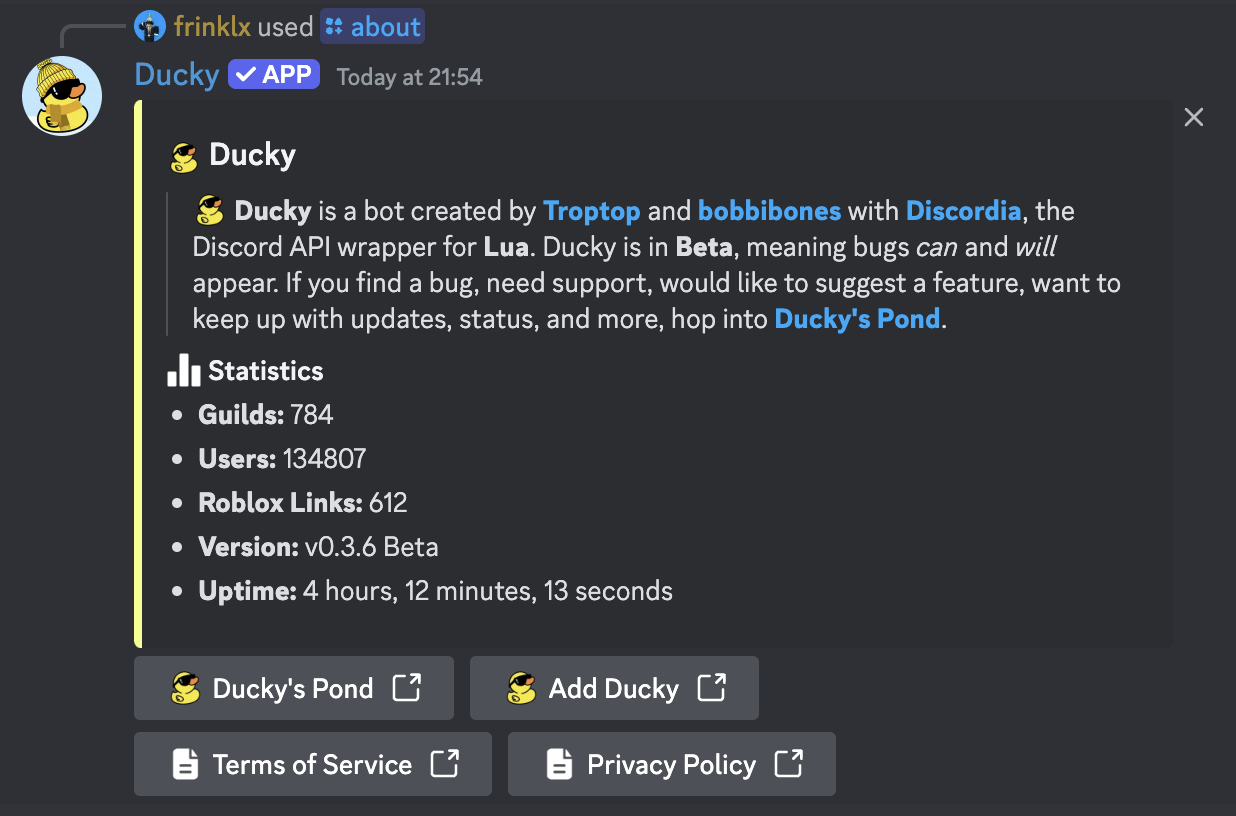 frinklx used about
Ducky APP Today at 21:54
Ducky
Ducky is a bot created by Troptop and bobbibones with Discordia, the
Discord API wrapper for Lua. Ducky is in Beta, meaning bugs can and will
appear. If you find a bug, need support, would like to suggest a feature, want to
keep up with updates, status, and more, hop into Ducky's Pond.
Statistics
• Guilds: 784
• Users: 134807
• Roblox Links: 612
• Version: v0.3.6 Beta
• Uptime: 4 hours, 12 minutes, 13 seconds
Ducky's Pond Add Ducky
Terms of Service Privacy Policy